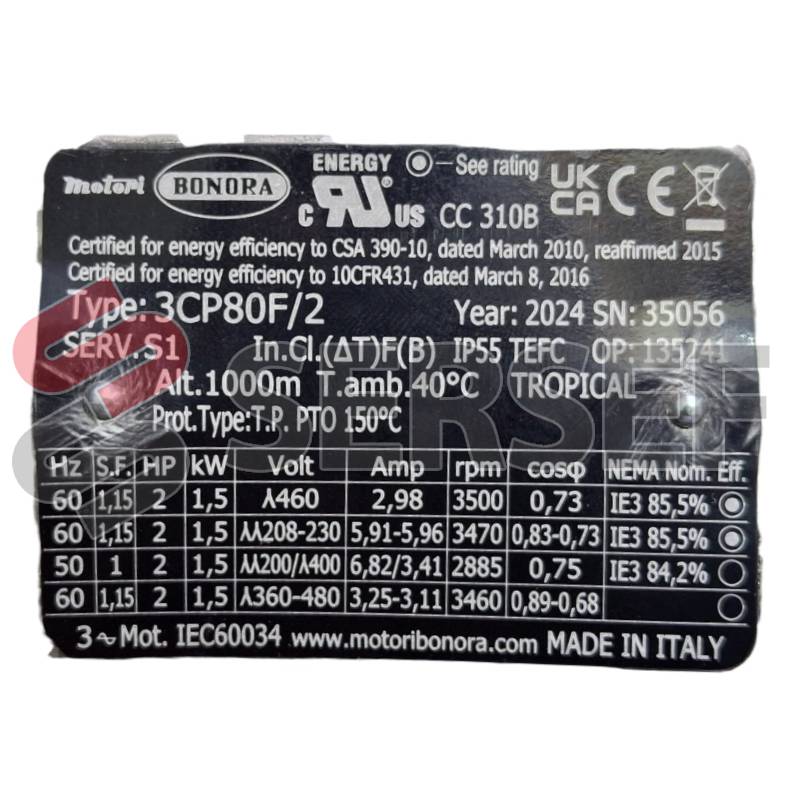 ENERGY See rating
motori BONORA C UR US CC 310B UK CA CE
Certified for energy efficiency to CSA 390-10, dated March 2010, reaffirmed 2015
Certified for energy efficiency to 10CFR431, dated March 8, 2016
Type: 3CP80F/2 Year: 2024 SN: 35056
SERV. S1 In.Cl.(ΔT)F(B) IP55 TEFC OP: 135241
Alt.1000m T.amb.40°C TROPICAL
Prot.Type:T.P. PTO 150°C
SERSEF
Hz S.F. HP kW Volt Amp rpm cosφ NEMA Nom. Eff.
60 1,15 2 1,5 ⅄460 2,98 3500 0,73 IE3 85,5%
60 1,15 2 1,5 ⅄⅄208-230 5,91-5,96 3470 0,83-0,73 IE3 85,5%
50 1 2 1,5 ⅄⅄200/⅄400 6,82/3,41 2885 0,75 IE3 84,2%
60 1,15 2 1,5 ⅄360-480 3,25-3,11 3460 0,89-0,68
3~Mot. IEC60034 www.motoribonora.com MADE IN ITALY